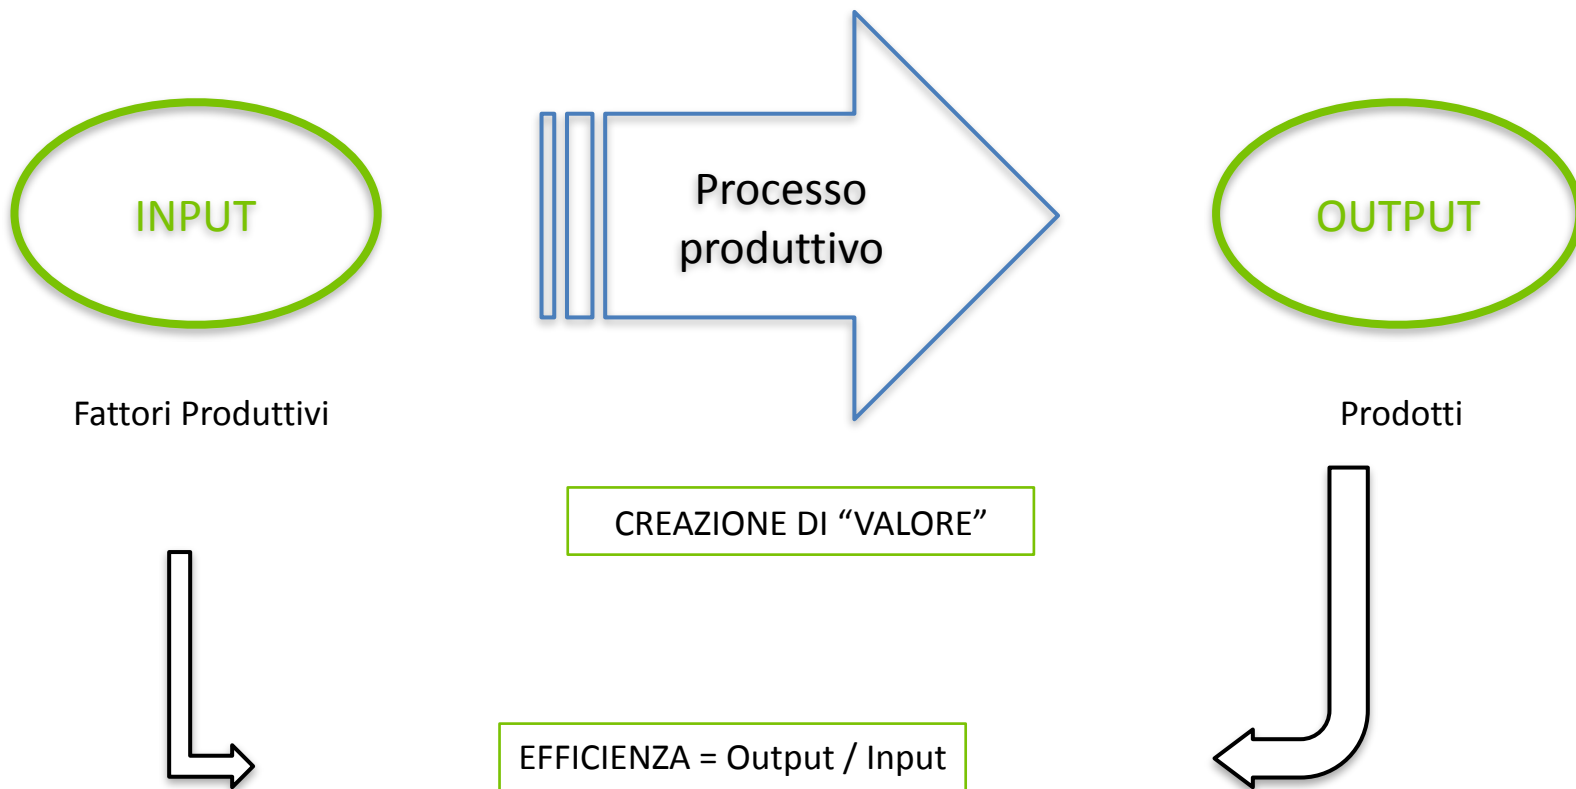 INPUT
Processo
produttivo
OUTPUT
Fattori Produttivi
Prodotti
CREAZIONE DI “VALORE”
EFFICIENZA = Output / Input